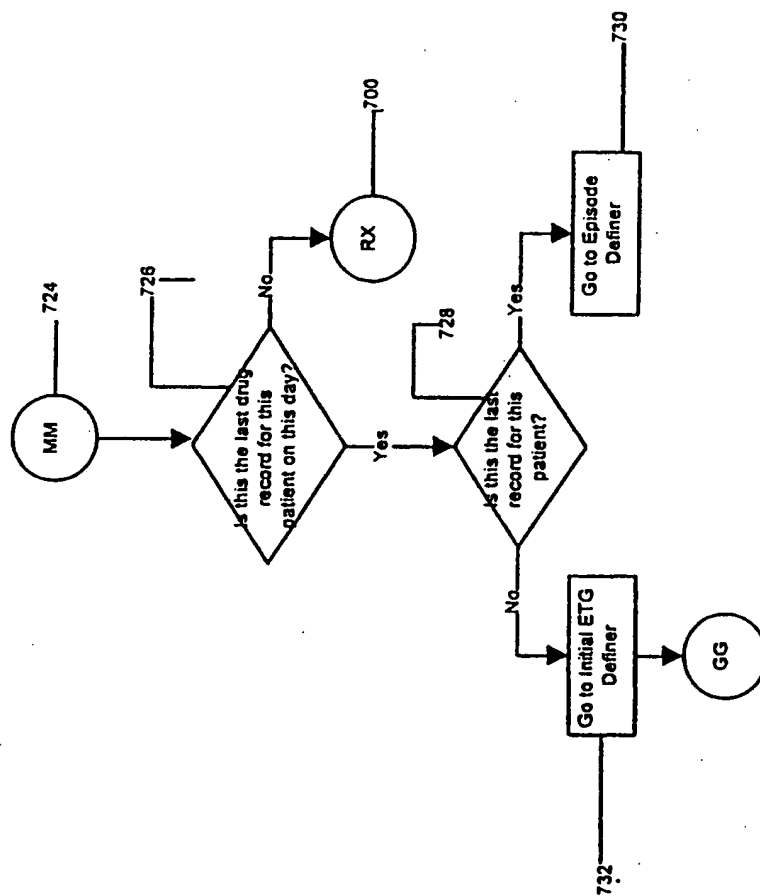 724
MM
726
Is this the last drug
record for this
patient on this day?
No
RX
700
Yes
728
Is this the last
record for this
patient?
No
Yes
Go to Initial ETG
Definer
732
GG
Go to Episode
Definer
730